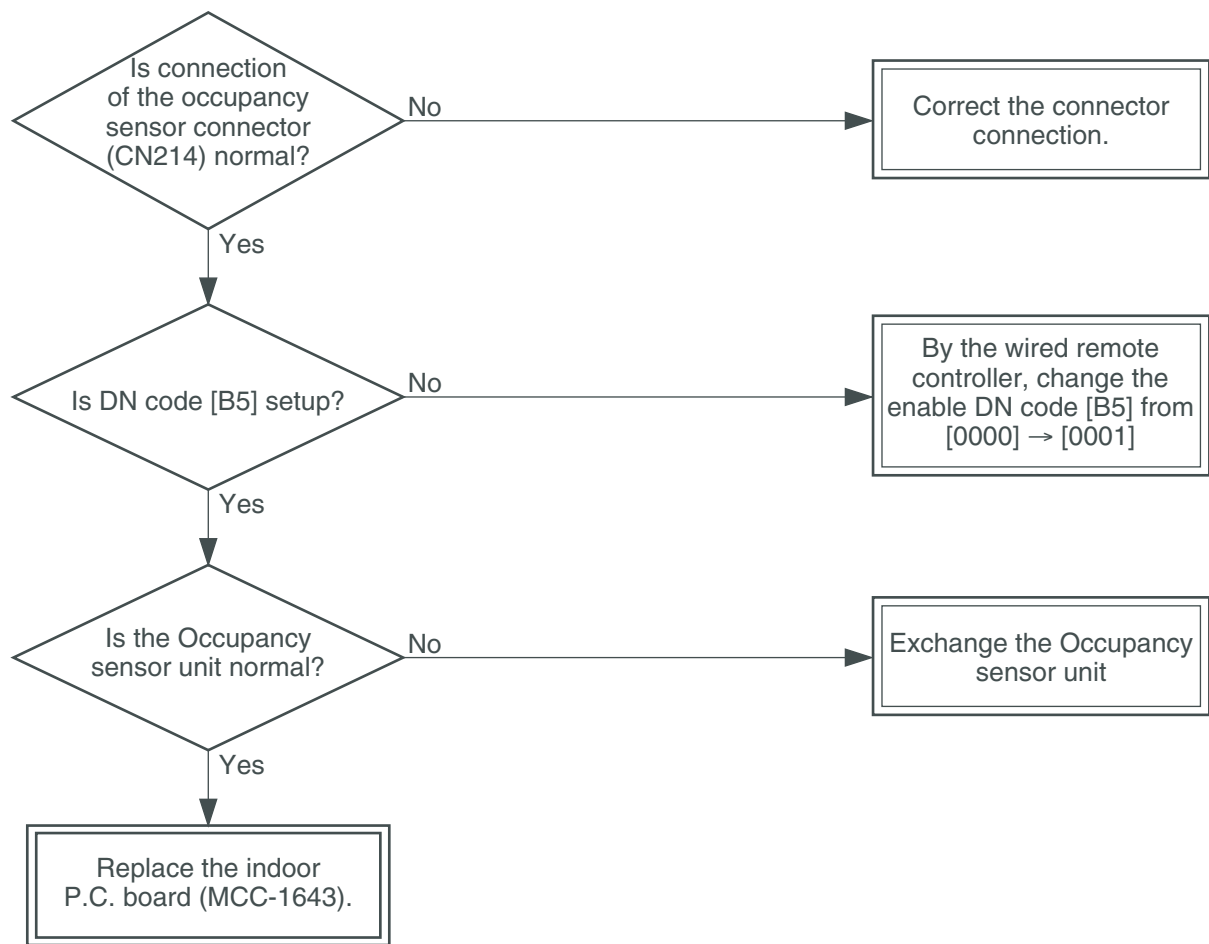 Is connection
of the occupancy
sensor connector
(CN214) normal?
No
Correct the connector
connection.
Yes
Is DN code [B5] setup?
No
By the wired remote
controller, change the
enable DN code [B5] from
[0000] → [0001]
Yes
Is the Occupancy
sensor unit normal?
No
Exchange the Occupancy
sensor unit
Yes
Replace the indoor
P.C. board (MCC-1643).